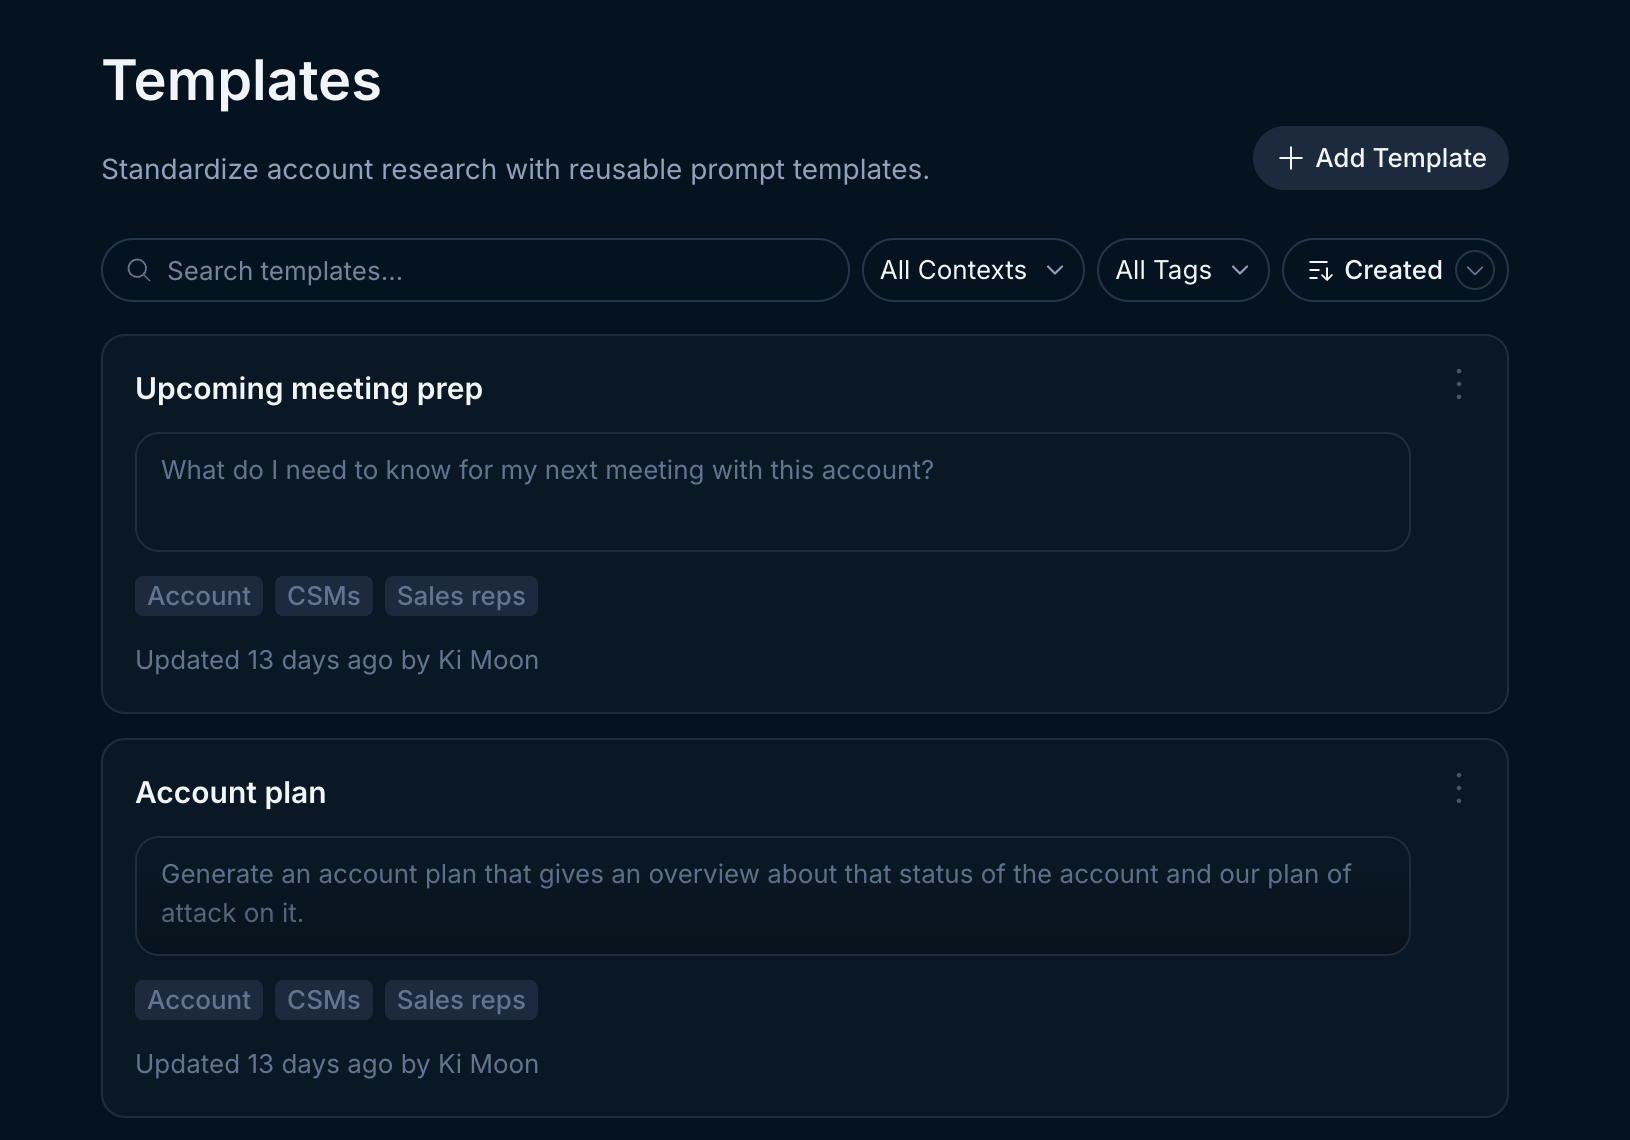 Templates
Standardize account research with reusable prompt templates.
Add Template
Search templates...
All Contexts
All Tags
Created
Upcoming meeting prep
What do I need to know for my next meeting with this account?
Account
CSMs
Sales reps
Updated 13 days ago by Ki Moon
Account plan
Generate an account plan that gives an overview about that status of the account and our plan of
attack on it.
Account
CSMs
Sales reps
Updated 13 days ago by Ki Moon